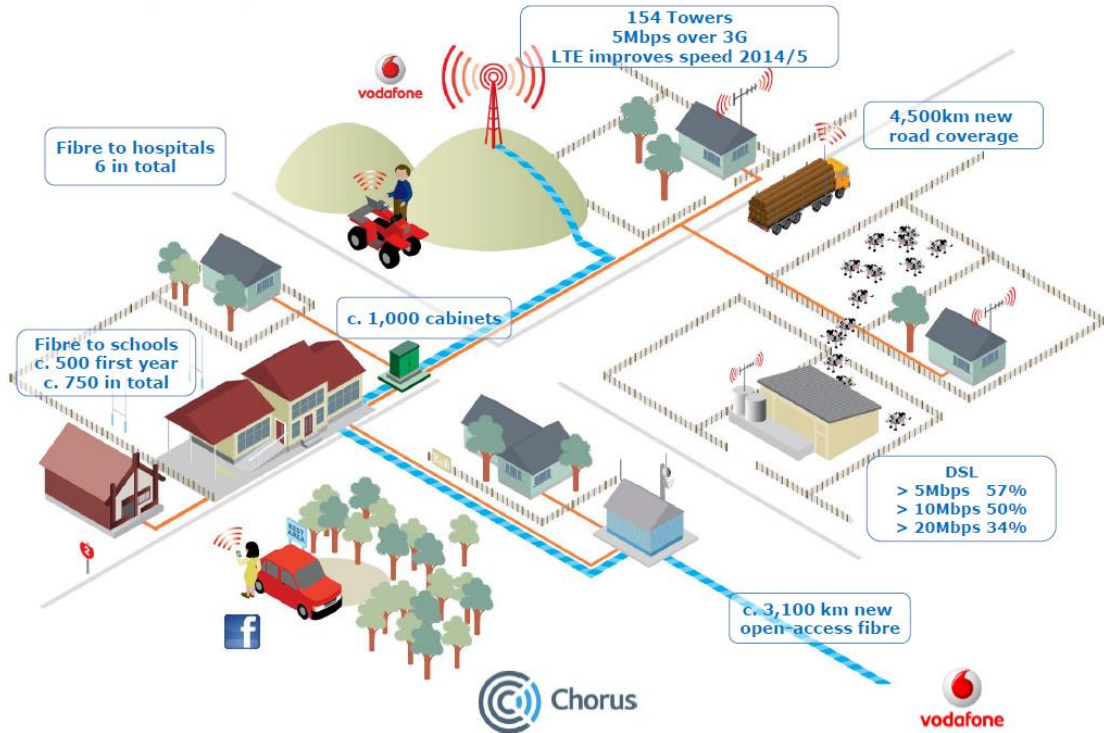 154 Towers
5Mbps over 3G
LTE improves speed 2014/5
vodafone
4,500km new
road coverage
Fibre to hospitals
6 in total
c. 1,000 cabinets
Fibre to schools
c. 500 first year
c. 750 in total
DSL
> 5Mbps 57%
> 10Mbps 50%
> 20Mbps 34%
REST
AREA
f
c. 3,100 km new
open-access fibre
Chorus
vodafone